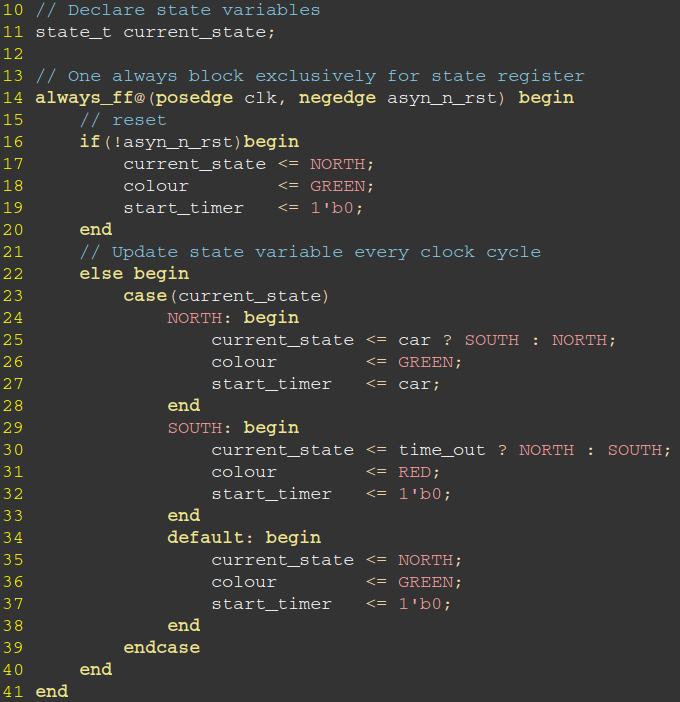 10 // Declare state variables
11 state_t current_state;
12
13 // One always block exclusively for state register
14 always_ff@(posedge clk, negedge asyn_n_rst) begin
15     // reset
16     if(!asyn_n_rst)begin
17         current_state <= NORTH;
18         colour        <= GREEN;
19         start_timer   <= 1'b0;
20     end
21     // Update state variable every clock cycle
22     else begin
23         case(current_state)
24             NORTH: begin
25                 current_state <= car ? SOUTH : NORTH;
26                 colour        <= GREEN;
27                 start_timer   <= car;
28             end
29             SOUTH: begin
30                 current_state <= time_out ? NORTH : SOUTH;
31                 colour        <= RED;
32                 start_timer   <= 1'b0;
33             end
34             default: begin
35                 current_state <= NORTH;
36                 colour        <= GREEN;
37                 start_timer   <= 1'b0;
38             end
39         endcase
40     end
41 end